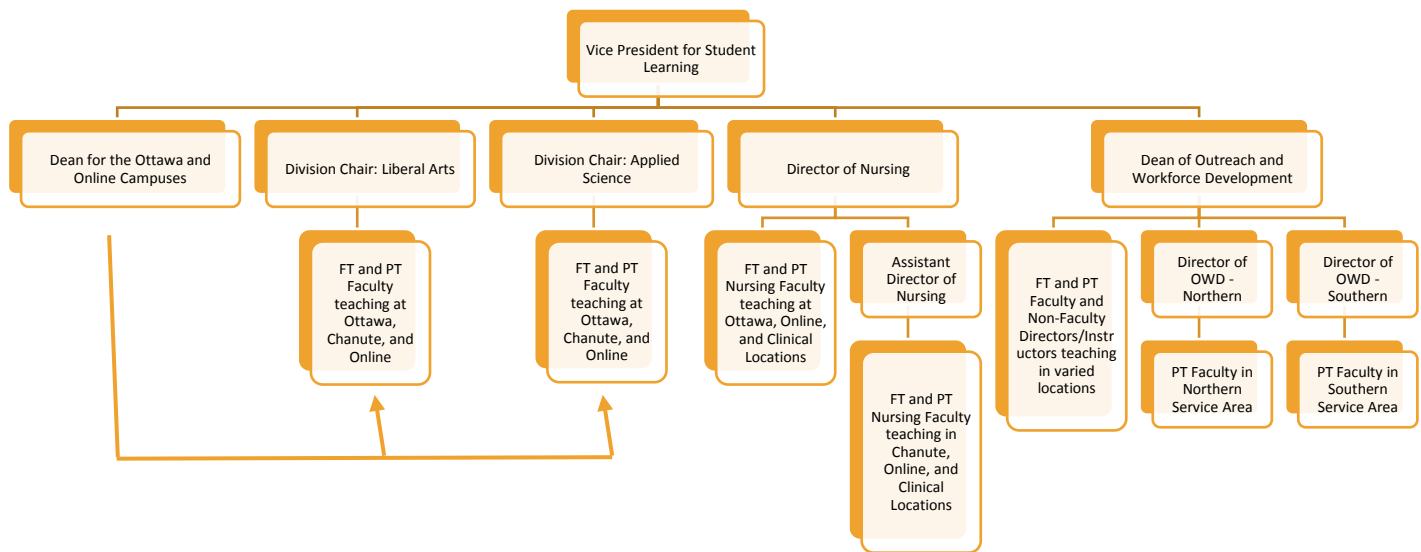 Vice President for Student
Learning
Dean for the Ottawa and
Online Campuses
Division Chair: Liberal Arts
Division Chair: Applied
Science
Director of Nursing
Dean of Outreach and
Workforce Development
FT and PT
Faculty
teaching at
Ottawa,
Chanute, and
Online
FT and PT
Faculty
teaching at
Ottawa,
Chanute, and
Online
FT and PT
Nursing Faculty
teaching at
Ottawa, Online,
and Clinical
Locations
Assistant
Director of
Nursing
FT and PT
Nursing Faculty
teaching in
Chanute,
Online, and
Clinical
Locations
FT and PT
Faculty and
Non-Faculty
Directors/Instr
uctors teaching
in varied
locations
Director of
OWD -
Northern
PT Faculty in
Northern
Service Area
Director of
OWD -
Southern
PT Faculty in
Southern
Service Area